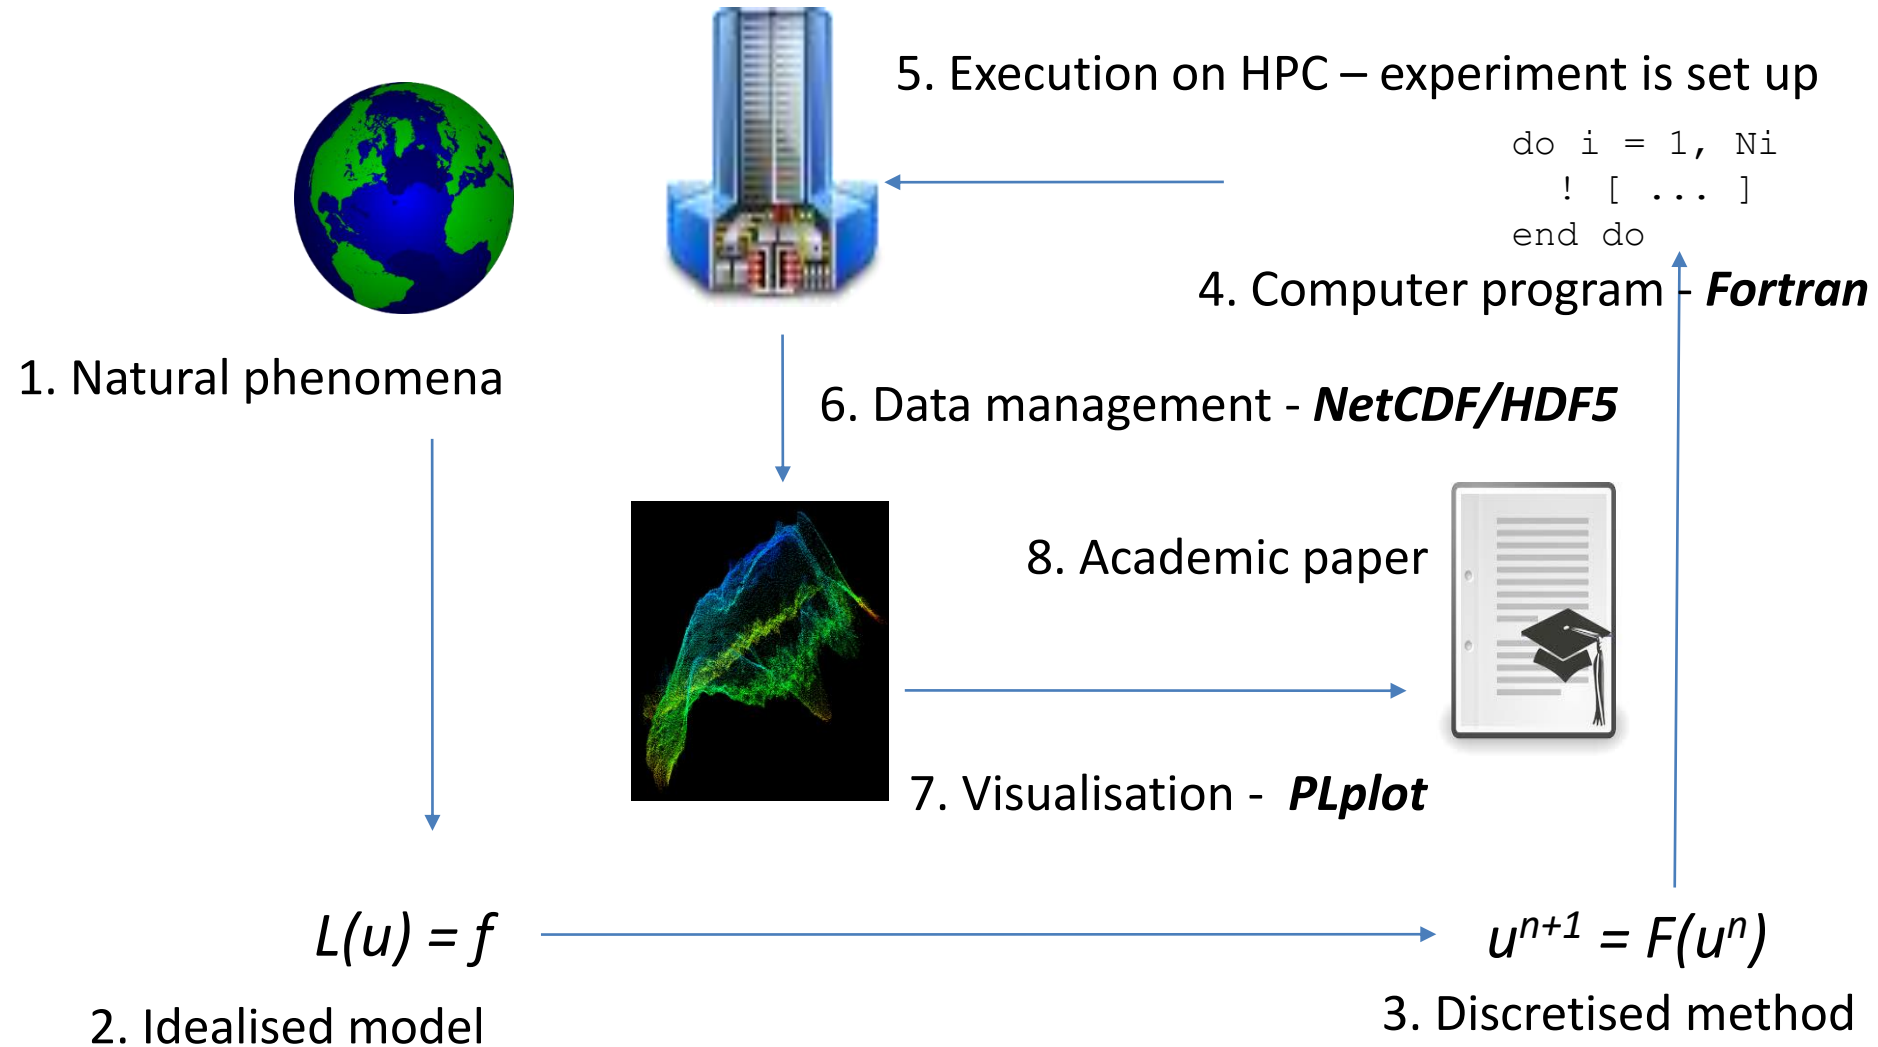 5. Execution on HPC – experiment is set up
do i = 1, Ni
! [ ... ]
end do
4. Computer program - Fortran
1. Natural phenomena
6. Data management - NetCDF/HDF5
8. Academic paper
7. Visualisation - PLplot
L(u) = f
uⁿ⁺¹ = F(uⁿ)
2. Idealised model
3. Discretised method